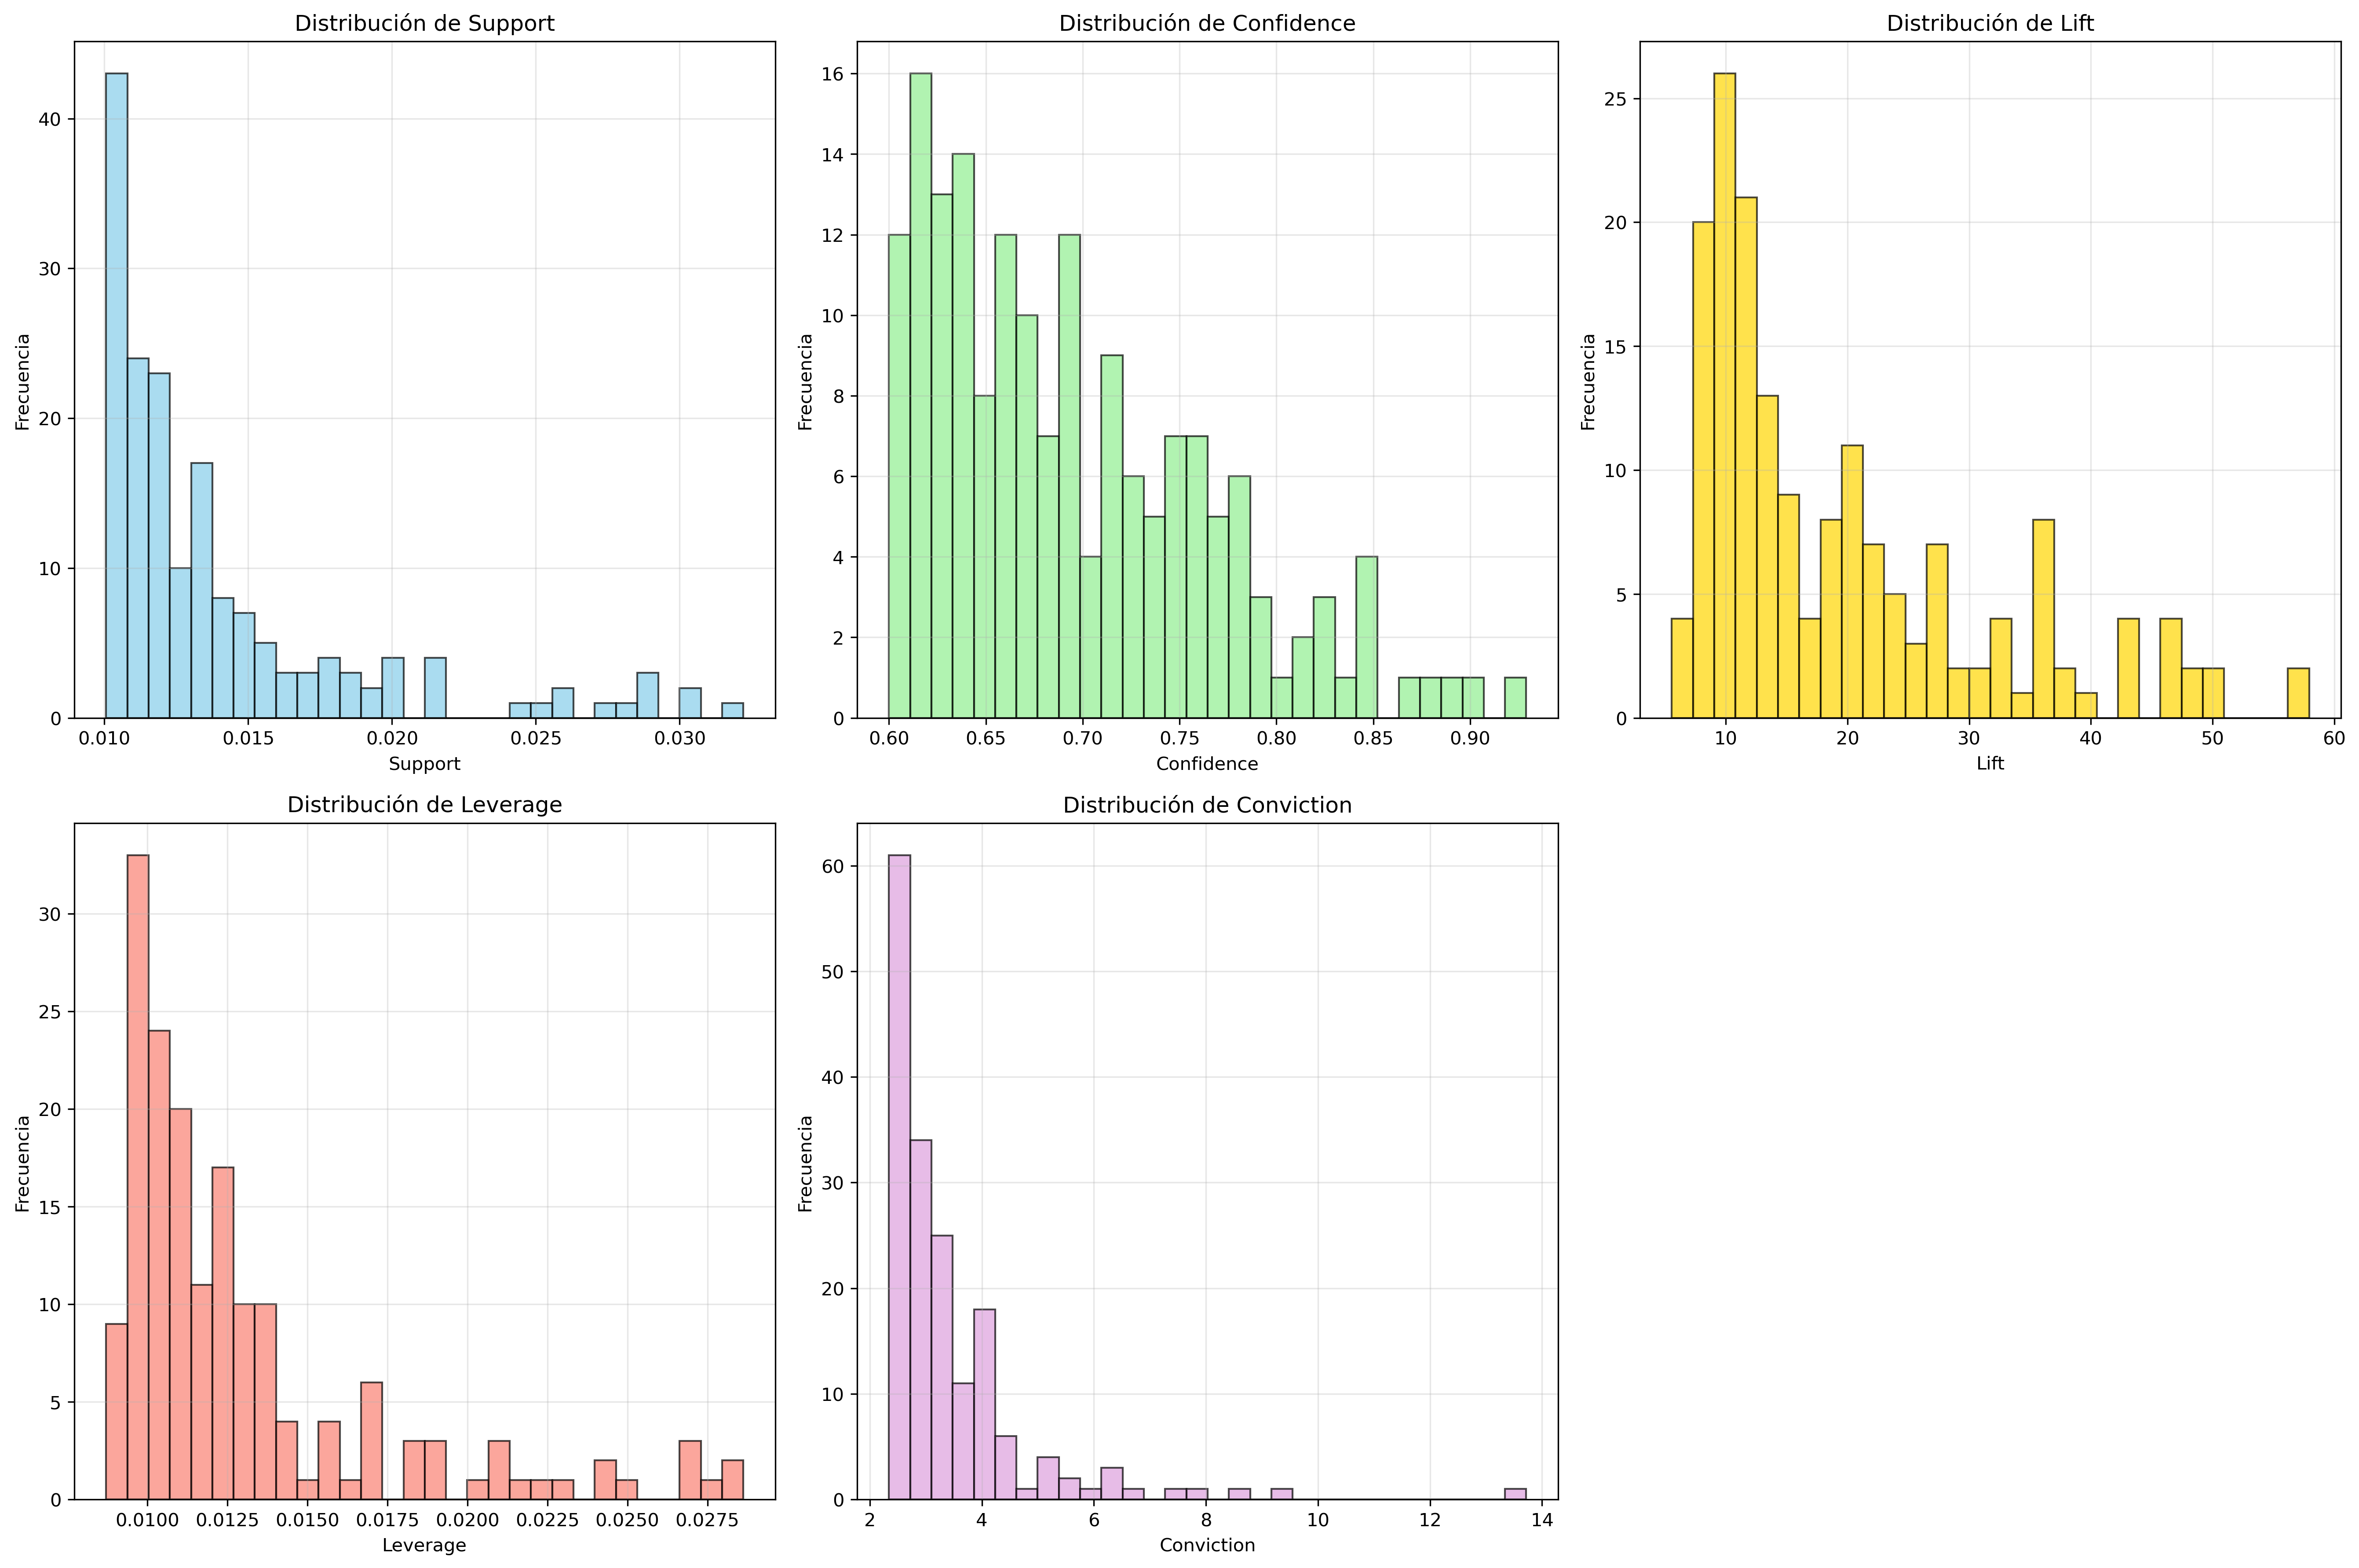 Distribución de Support
Frecuencia
40
30
20
10
0
0.010 0.015 0.020 0.025 0.030
Support
Distribución de Confidence
Frecuencia
16
14
12
10
8
6
4
2
0
0.60 0.65 0.70 0.75 0.80 0.85 0.90
Confidence
Distribución de Lift
Frecuencia
25
20
15
10
5
0
10 20 30 40 50 60
Lift
Distribución de Leverage
Frecuencia
30
25
20
15
10
5
0
0.0100 0.0125 0.0150 0.0175 0.0200 0.0225 0.0250 0.0275
Leverage
Distribución de Conviction
Frecuencia
60
50
40
30
20
10
0
2 4 6 8 10 12 14
Conviction